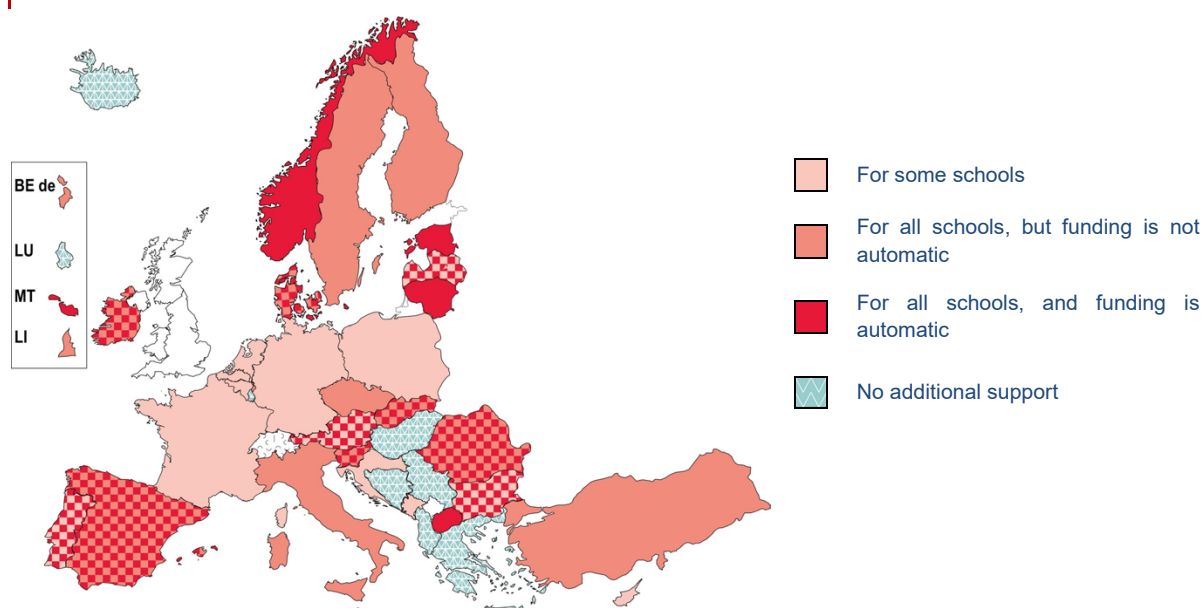 BE de
LU
MT
LI
For some schools
For all schools, but funding is not
automatic
For all schools, and funding is
automatic
No additional support